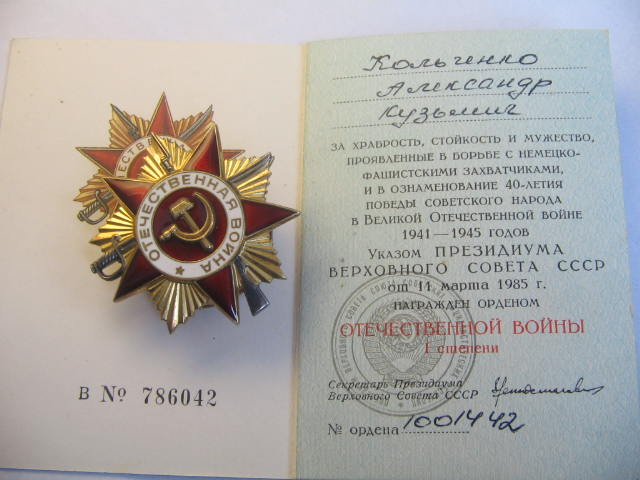 ОТЕЧЕСТВЕННАЯ ВОЙНА
В № 786042
Кольченко
Александр
Кузьмич
ЗА ХРАБРОСТЬ, СТОЙКОСТЬ И МУЖЕСТВО,
ПРОЯВЛЕННЫЕ В БОРЬБЕ С НЕМЕЦКО-
ФАШИСТСКИМИ ЗАХВАТЧИКАМИ,
И В ОЗНАМЕНОВАНИЕ 40-ЛЕТИЯ
ПОБЕДЫ СОВЕТСКОГО НАРОДА
В ВЕЛИКОЙ ОТЕЧЕСТВЕННОЙ ВОЙНЕ
1941—1945 ГОДОВ
УКАЗОМ ПРЕЗИДИУМА
ВЕРХОВНОГО СОВЕТА СССР
от 11 марта 1985 г.
НАГРАЖДЕН ОРДЕНОМ
ОТЕЧЕСТВЕННОЙ ВОЙНЫ
I степени
Секретарь Президиума
Верховного Совета СССР
№ ордена 1001442